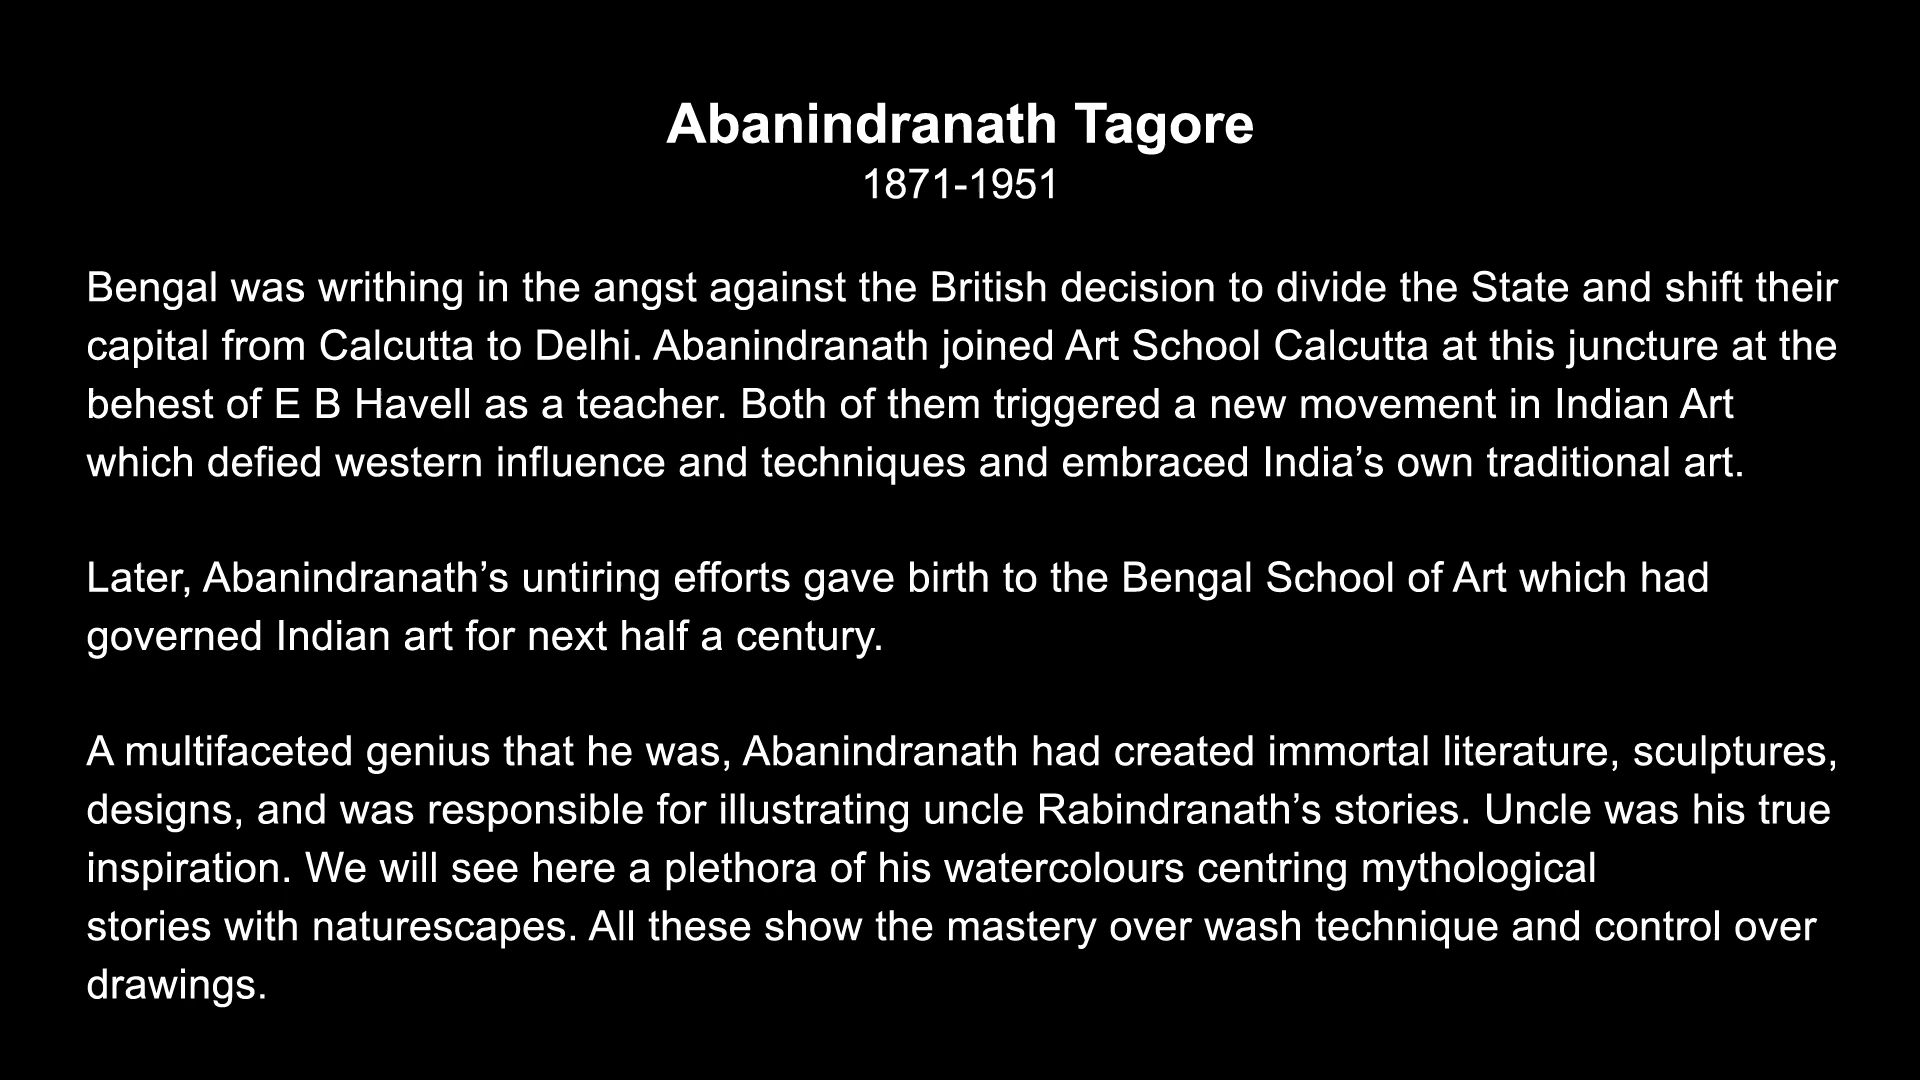 Abanindranath Tagore
1871-1951
Bengal was writhing in the angst against the British decision to divide the State and shift their
capital from Calcutta to Delhi. Abanindranath joined Art School Calcutta at this juncture at the
behest of E B Havell as a teacher. Both of them triggered a new movement in Indian Art
which defied western influence and techniques and embraced India’s own traditional art.
Later, Abanindranath’s untiring efforts gave birth to the Bengal School of Art which had
governed Indian art for next half a century.
A multifaceted genius that he was, Abanindranath had created immortal literature, sculptures,
designs, and was responsible for illustrating uncle Rabindranath’s stories. Uncle was his true
inspiration. We will see here a plethora of his watercolours centring mythological
stories with naturescapes. All these show the mastery over wash technique and control over
drawings.